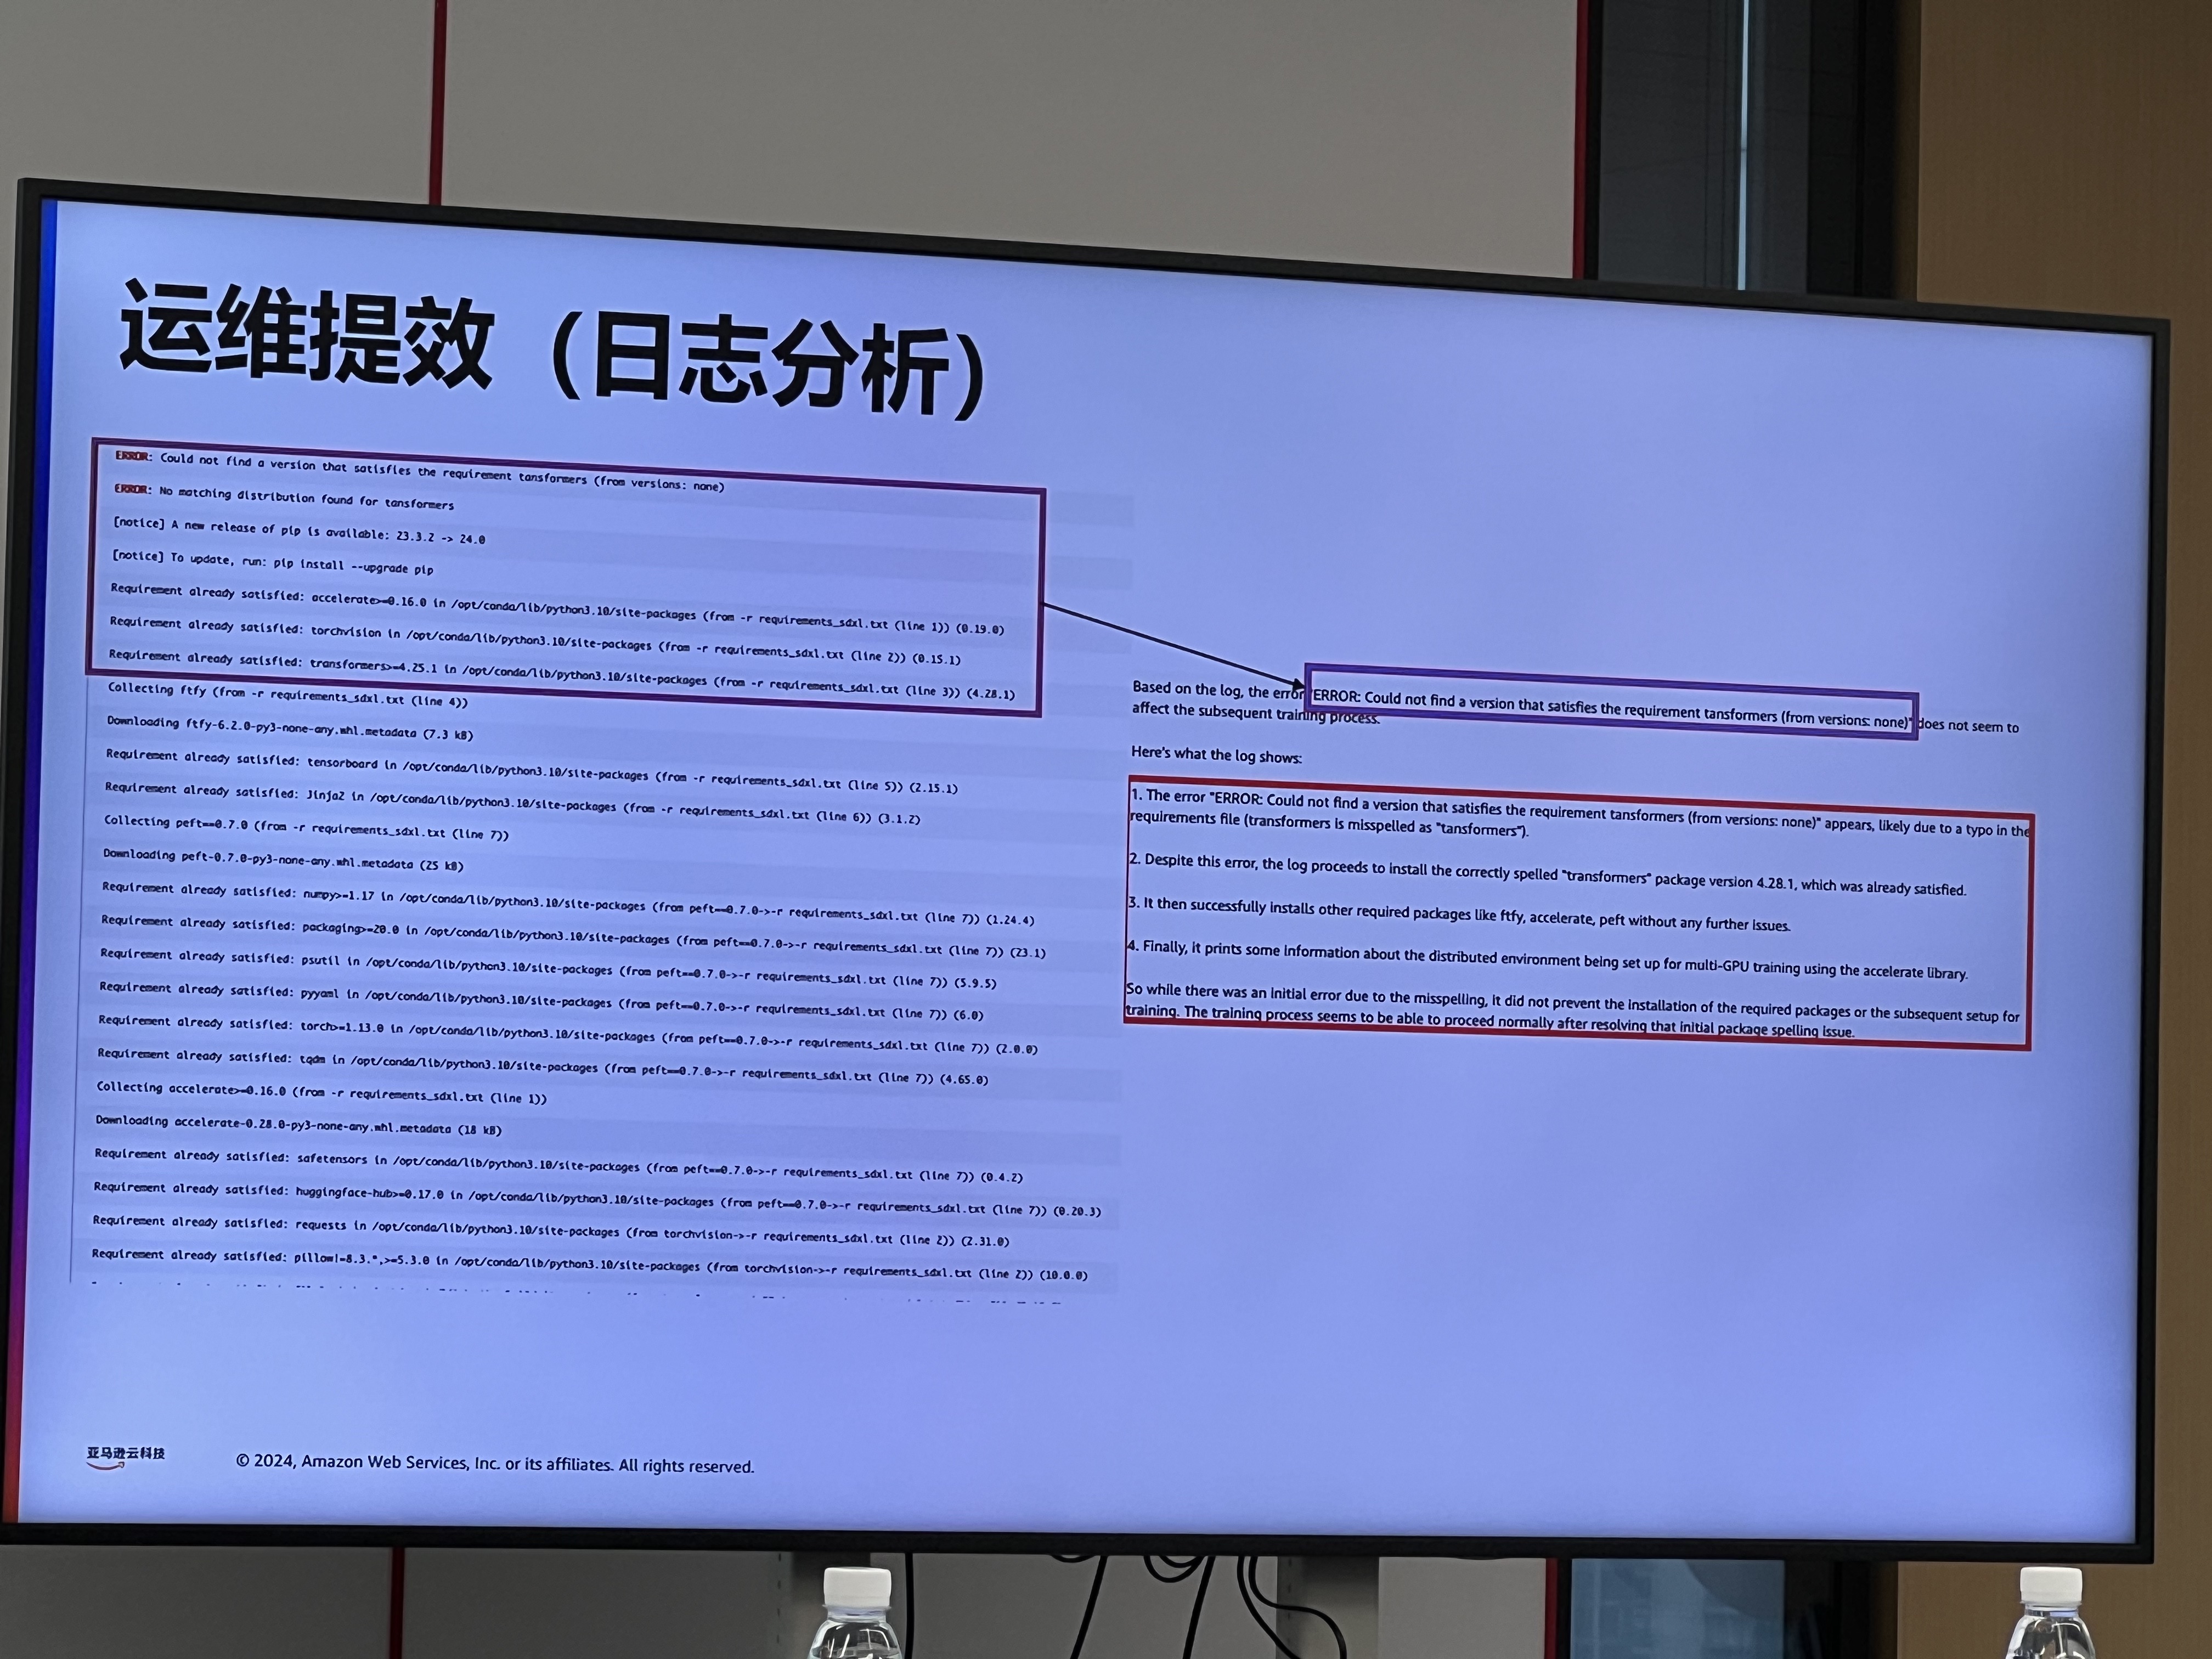 运维提效（日志分析）
ERROR: Could not find a version that satisfies the requirement tansformers (from versions: none)
ERROR: No matching distribution found for tansformers
[notice] A new release of pip is available: 23.3.2 -> 24.0
[notice] To update, run: pip install --upgrade pip
Requirement already satisfied: accelerate>=0.16.0 in /opt/conda/lib/python3.10/site-packages (from -r requirements_sdxl.txt (line 1)) (0.19.0)
Requirement already satisfied: torchvision in /opt/conda/lib/python3.10/site-packages (from -r requirements_sdxl.txt (line 2)) (0.15.1)
Requirement already satisfied: transformers>=4.25.1 in /opt/conda/lib/python3.10/site-packages (from -r requirements_sdxl.txt (line 3)) (4.28.1)
Collecting ftfy (from -r requirements_sdxl.txt (line 4))
Downloading ftfy-6.2.0-py3-none-any.whl.metadata (7.3 kB)
Requirement already satisfied: tensorboard in /opt/conda/lib/python3.10/site-packages (from -r requirements_sdxl.txt (line 5)) (2.15.1)
Requirement already satisfied: Jinja2 in /opt/conda/lib/python3.10/site-packages (from -r requirements_sdxl.txt (line 6)) (3.1.2)
Collecting peft==0.7.0 (from -r requirements_sdxl.txt (line 7))
Downloading peft-0.7.0-py3-none-any.whl.metadata (25 kB)
Requirement already satisfied: numpy>=1.17 in /opt/conda/lib/python3.10/site-packages (from peft==0.7.0->-r requirements_sdxl.txt (line 7)) (1.24.4)
Requirement already satisfied: packaging>=20.0 in /opt/conda/lib/python3.10/site-packages (from peft==0.7.0->-r requirements_sdxl.txt (line 7)) (23.1)
Requirement already satisfied: psutil in /opt/conda/lib/python3.10/site-packages (from peft==0.7.0->-r requirements_sdxl.txt (line 7)) (5.9.5)
Requirement already satisfied: pyyaml in /opt/conda/lib/python3.10/site-packages (from peft==0.7.0->-r requirements_sdxl.txt (line 7)) (6.0)
Requirement already satisfied: torch>=1.13.0 in /opt/conda/lib/python3.10/site-packages (from peft==0.7.0->-r requirements_sdxl.txt (line 7)) (2.0.0)
Requirement already satisfied: tqdm in /opt/conda/lib/python3.10/site-packages (from peft==0.7.0->-r requirements_sdxl.txt (line 7)) (4.65.0)
Collecting accelerate>=0.16.0 (from -r requirements_sdxl.txt (line 1))
Downloading accelerate-0.28.0-py3-none-any.whl.metadata (18 kB)
Requirement already satisfied: safetensors in /opt/conda/lib/python3.10/site-packages (from peft==0.7.0->-r requirements_sdxl.txt (line 7)) (0.4.2)
Requirement already satisfied: huggingface-hub>=0.17.0 in /opt/conda/lib/python3.10/site-packages (from peft==0.7.0->-r requirements_sdxl.txt (line 7)) (0.20.3)
Requirement already satisfied: requests in /opt/conda/lib/python3.10/site-packages (from torchvision->-r requirements_sdxl.txt (line 2)) (2.31.0)
Requirement already satisfied: pillow!=8.3.*,>=5.3.0 in /opt/conda/lib/python3.10/site-packages (from torchvision->-r requirements_sdxl.txt (line 2)) (10.0.0)
Based on the log, the error "ERROR: Could not find a version that satisfies the requirement tansformers (from versions: none)" does not seem to
affect the subsequent training process.
Here's what the log shows:
1. The error "ERROR: Could not find a version that satisfies the requirement tansformers (from versions: none)" appears, likely due to a typo in the
requirements file (transformers is misspelled as "tansformers").
2. Despite this error, the log proceeds to install the correctly spelled "transformers" package version 4.28.1, which was already satisfied.
3. It then successfully installs other required packages like ftfy, accelerate, peft without any further issues.
4. Finally, it prints some information about the distributed environment being set up for multi-GPU training using the accelerate library.
So while there was an initial error due to the misspelling, it did not prevent the installation of the required packages or the subsequent setup for
training. The training process seems to be able to proceed normally after resolving that initial package spelling issue.
亚马逊云科技
© 2024, Amazon Web Services, Inc. or its affiliates. All rights reserved.